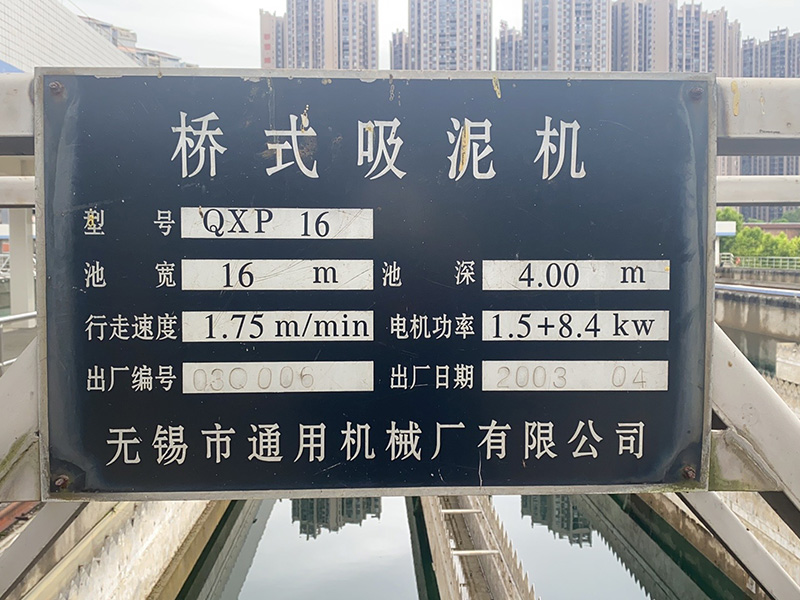 桥式吸泥机
型号 QXP 16
池宽 16 m 池深 4.00 m
行走速度 1.75 m/min 电机功率 1.5+8.4 kw
出厂编号 03Q006 出厂日期 2003 04
无锡市通用机械厂有限公司